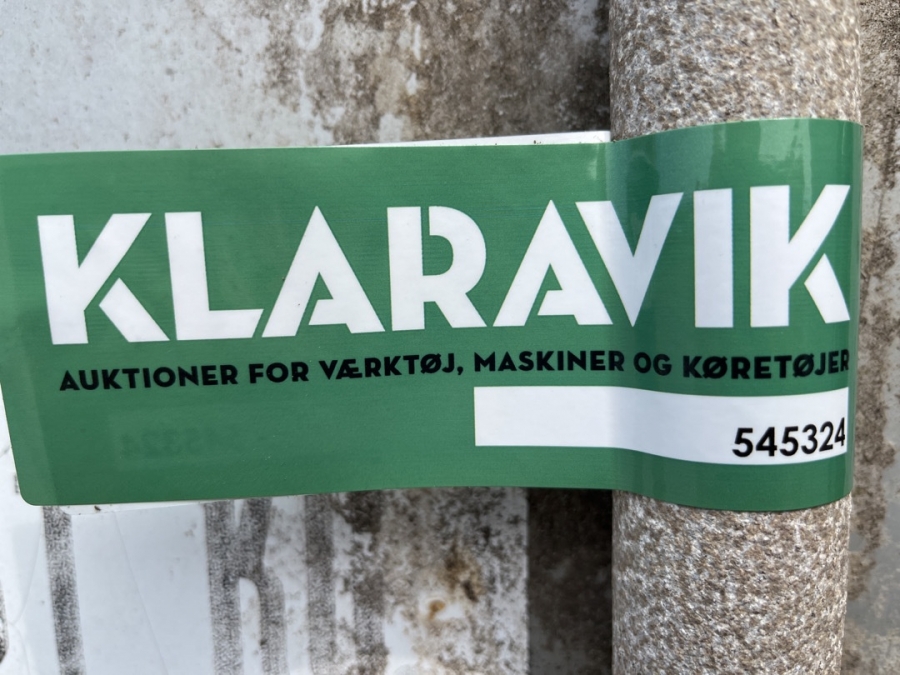 KLARAVIK
AUKTIONER FOR VÆRKTØJ, MASKINER OG KØRETØJER
545324